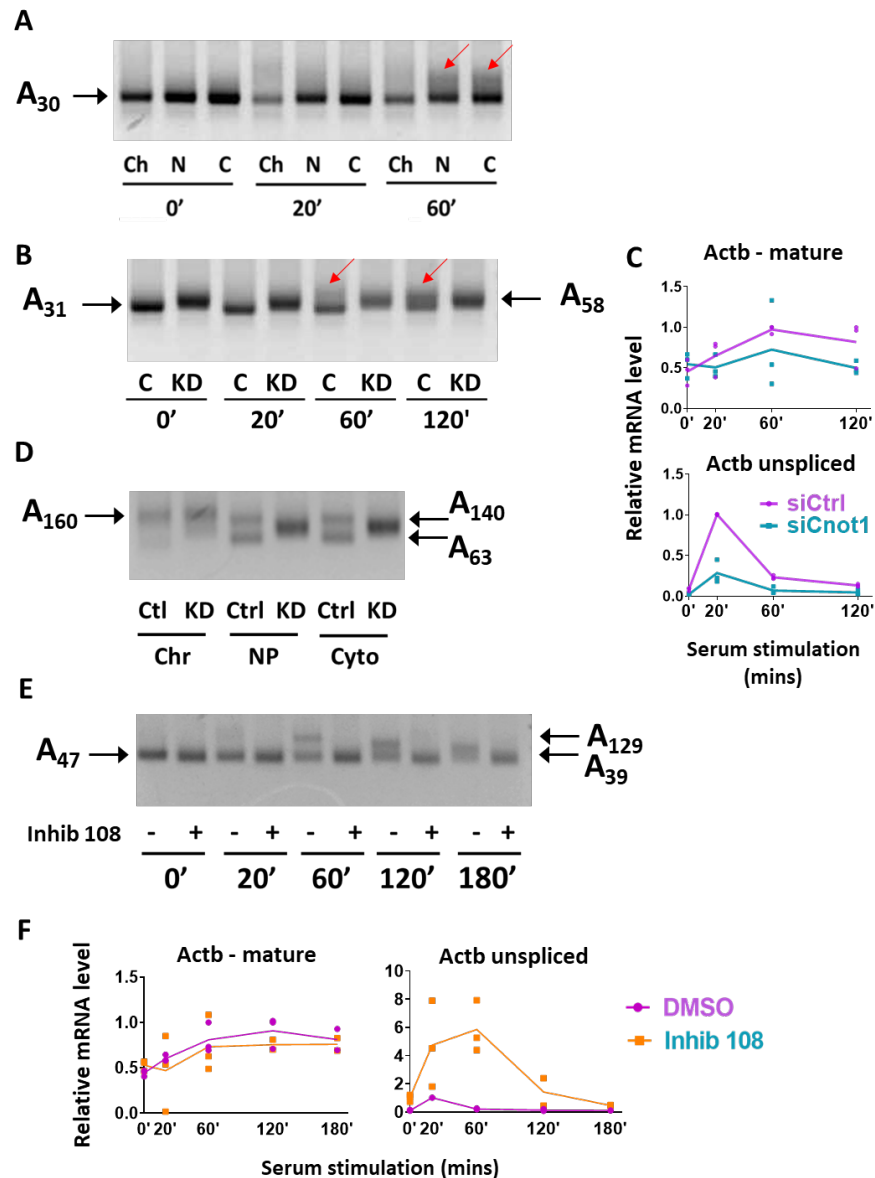 A
A30
Ch N C Ch N C Ch N C
0’ 20’ 60’
B
A31
A58
C KD C KD C KD C KD
0’ 20’ 60’ 120'
C
Actb - mature
1.5
1.0
0.5
0.0
0' 20' 60' 120'
Actb unspliced
1.5
1.0
0.5
0.0
0' 20' 60' 120'
siCtrl
siCnot1
Relative mRNA level
Serum stimulation
(mins)
D
A160
A140
A63
Ctl KD Ctrl KD Ctrl KD
Chr NP Cyto
E
A47
A129
A39
Inhib 108 - + - + - + - + - +
0’ 20’ 60’ 120’ 180’
F
Actb - mature
Relative mRNA level
1.5
1.0
0.5
0.0
0' 20' 60' 120' 180'
Actb unspliced
10
8
6
4
2
0
0' 20' 60' 120' 180'
DMSO
Inhib 108
Serum stimulation (mins)